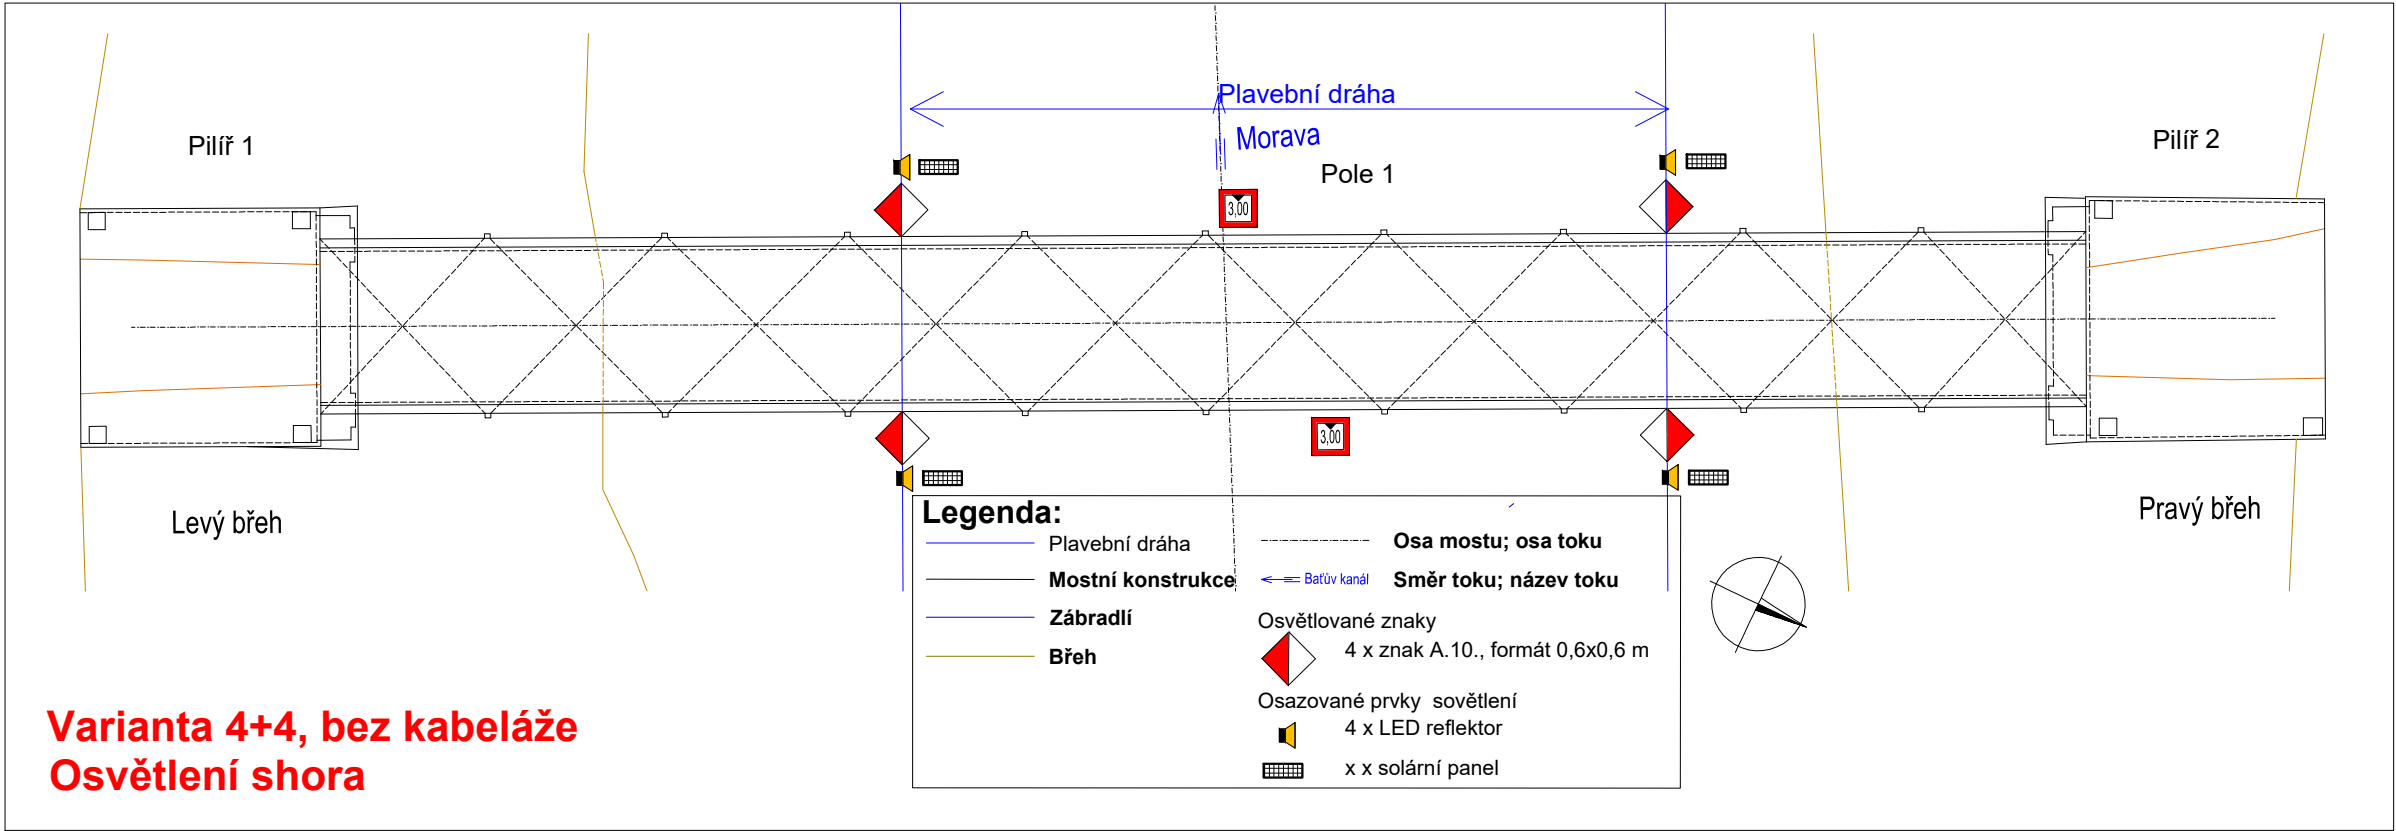 Plavební dráha
Morava
Pilíř 1
Pilíř 2
Pole 1
3,00
3,00
Levý břeh
Pravý břeh
Legenda:
Plavební dráha
Mostní konstrukce
Zábradlí
Břeh
Osa mostu; osa toku
Baťův kanál
Směr toku; název toku
Osvětlované znaky
4 x znak A.10., formát 0,6x0,6 m
Osazované prvky sovětlení
4 x LED reflektor
x x solární panel
Varianta 4+4, bez kabeláže
Osvětlení shora